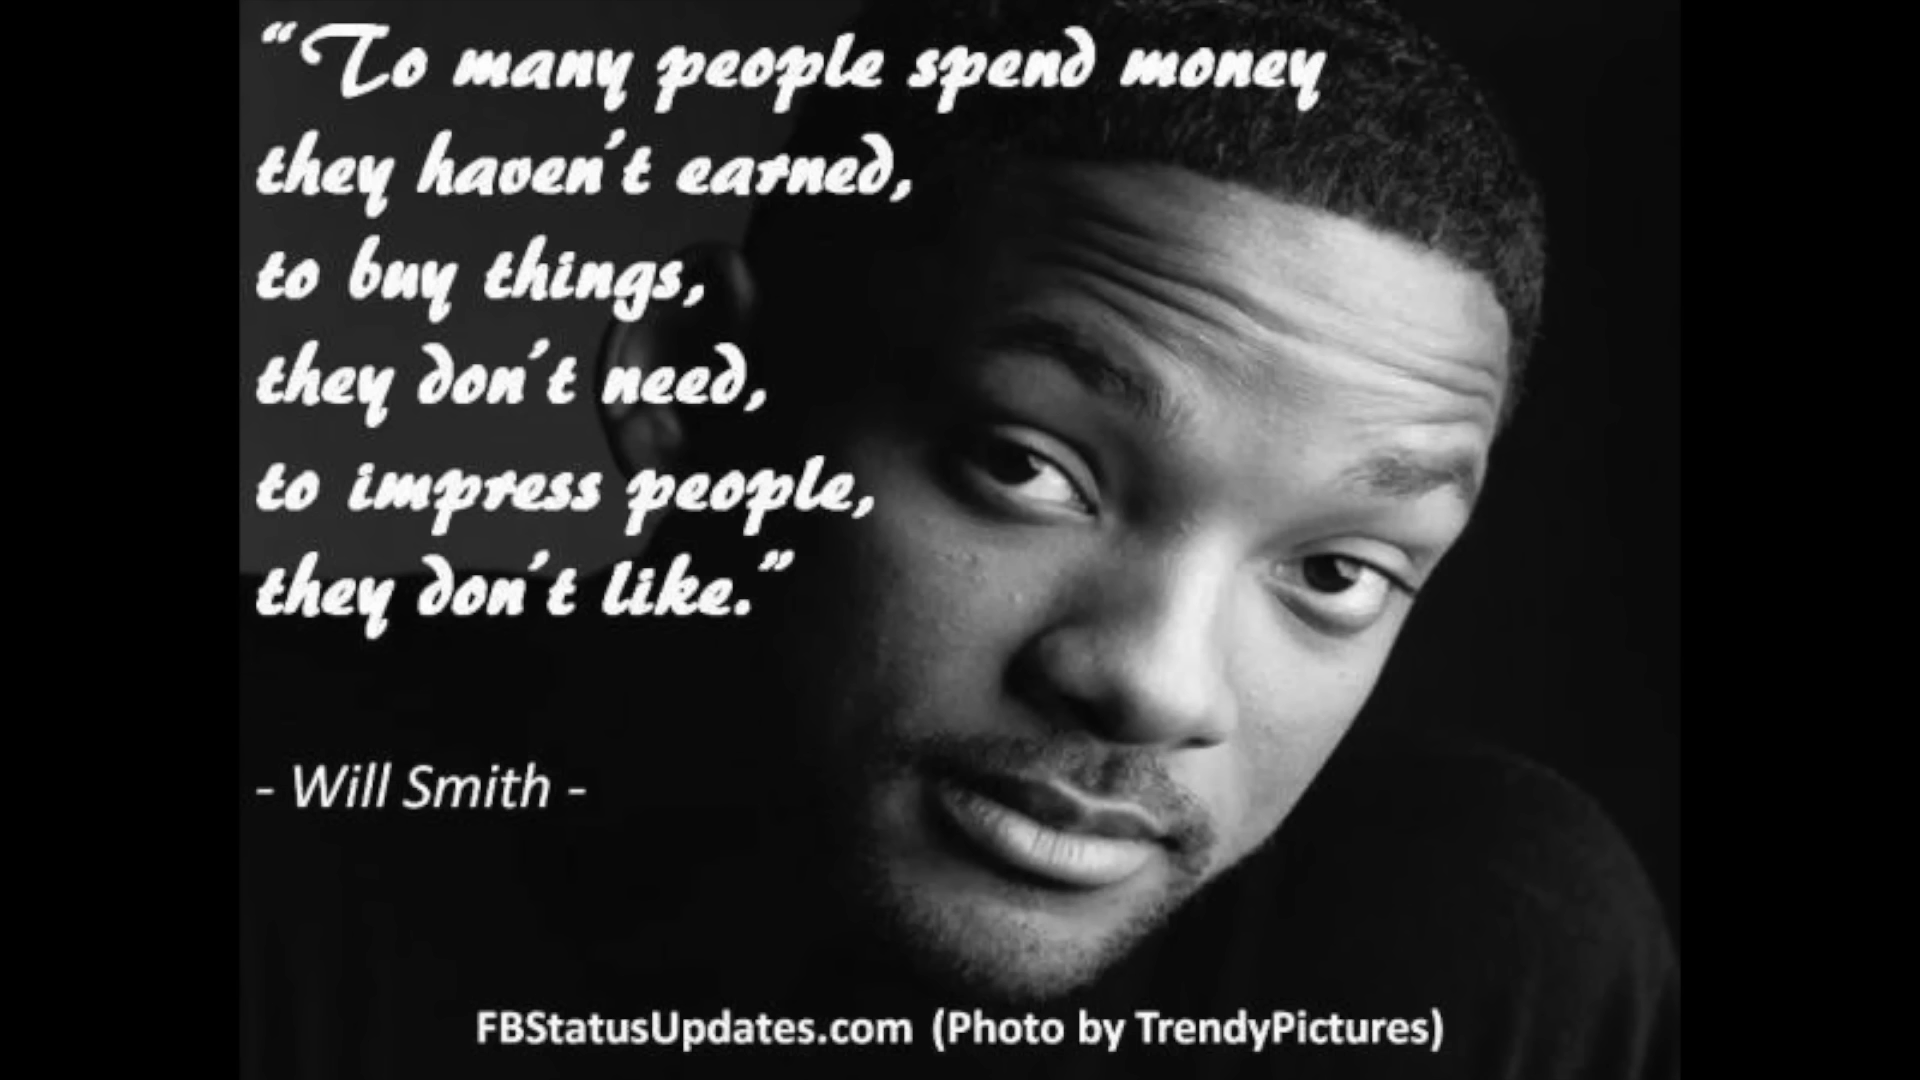 “To many people spend money
they haven't earned,
to buy things,
they don't need,
to impress people,
they don't like.”
- Will Smith -
FBStatusUpdates.com (Photo by TrendyPictures)